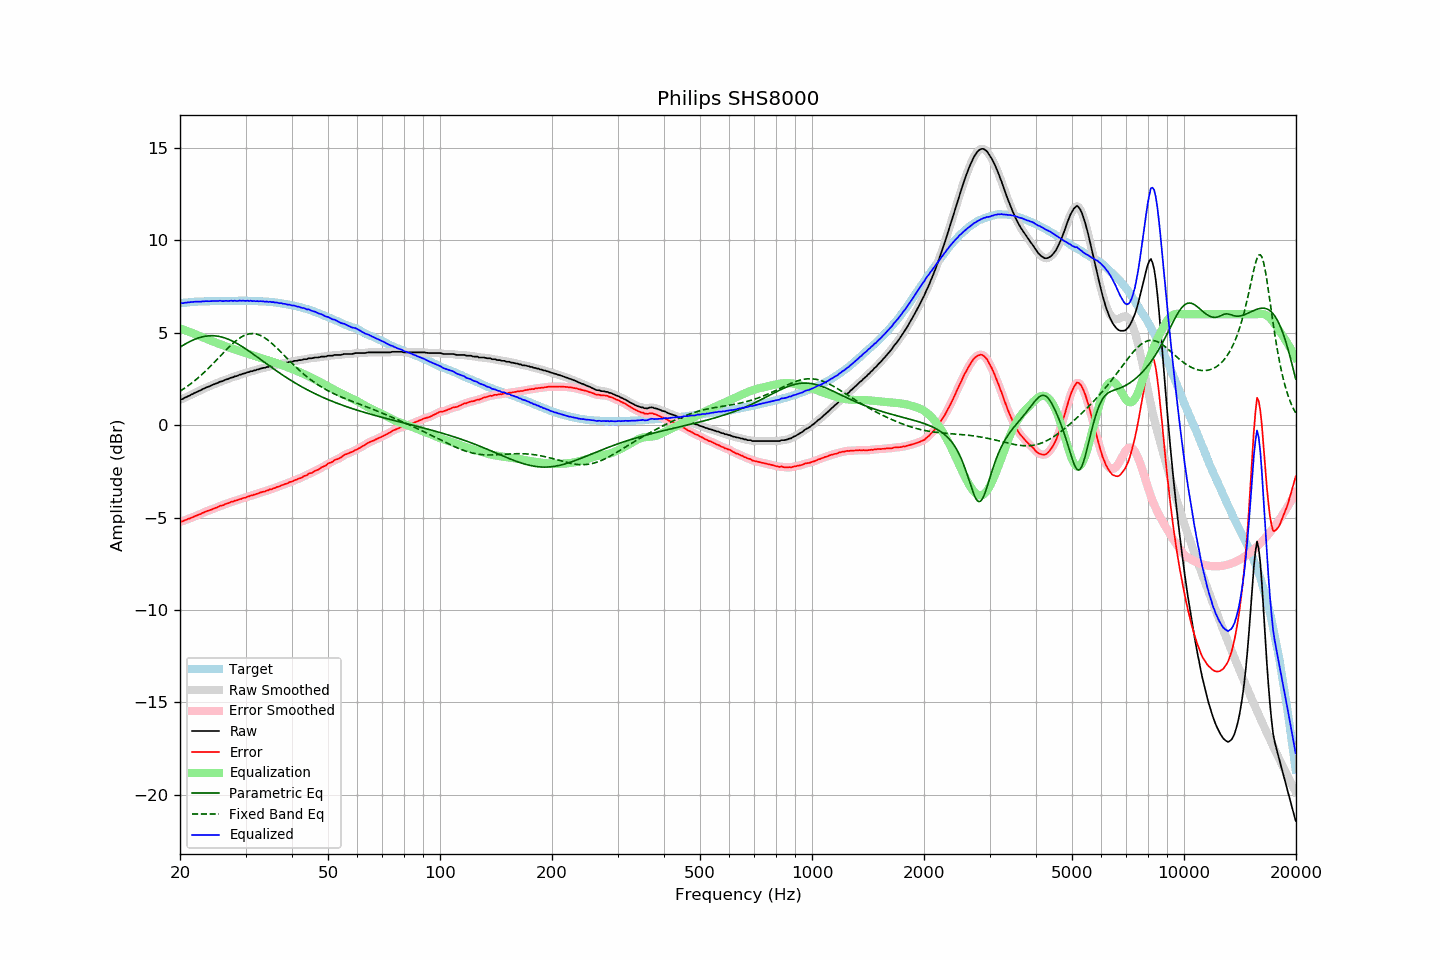 Philips SHS8000
Amplitude (dBr)
15
10
5
0
−5
−10
−15
−20
Target
Raw Smoothed
Error Smoothed
Raw
Error
Equalization
Parametric Eq
Fixed Band Eq
Equalized
20 50 100 200 500 1000 2000 5000 10000 20000
Frequency (Hz)